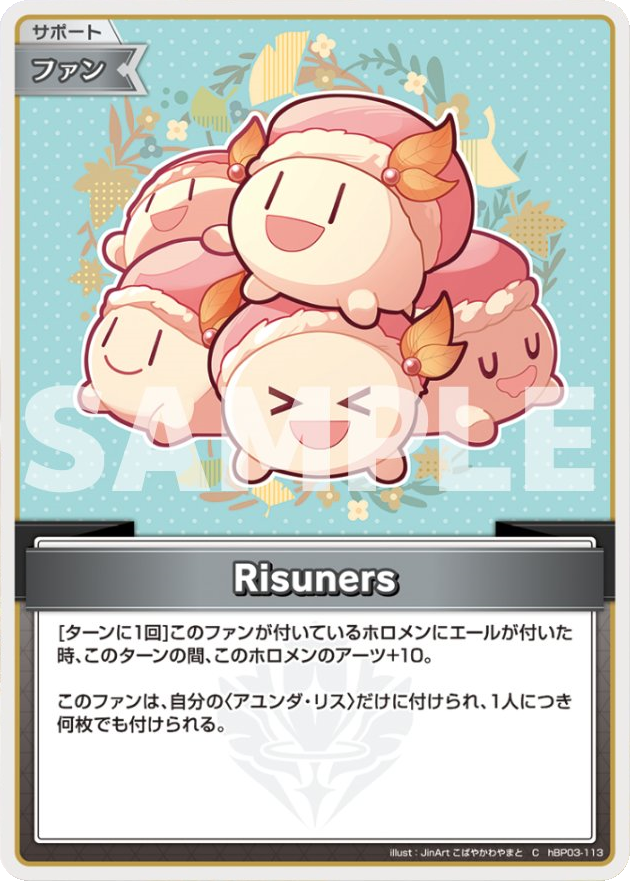 サポート
ファン
SAMPLE
Risuners
[ターンに1回]このファンが付いているホロメンにエールが付いた
時、このターンの間、このホロメンのアーツ+10。
このファンは、自分の〈アユンダ・リス〉だけに付けられ、1人につき
何枚でも付けられる。
illust : JinArt こばやかわやまと C hBP03-113